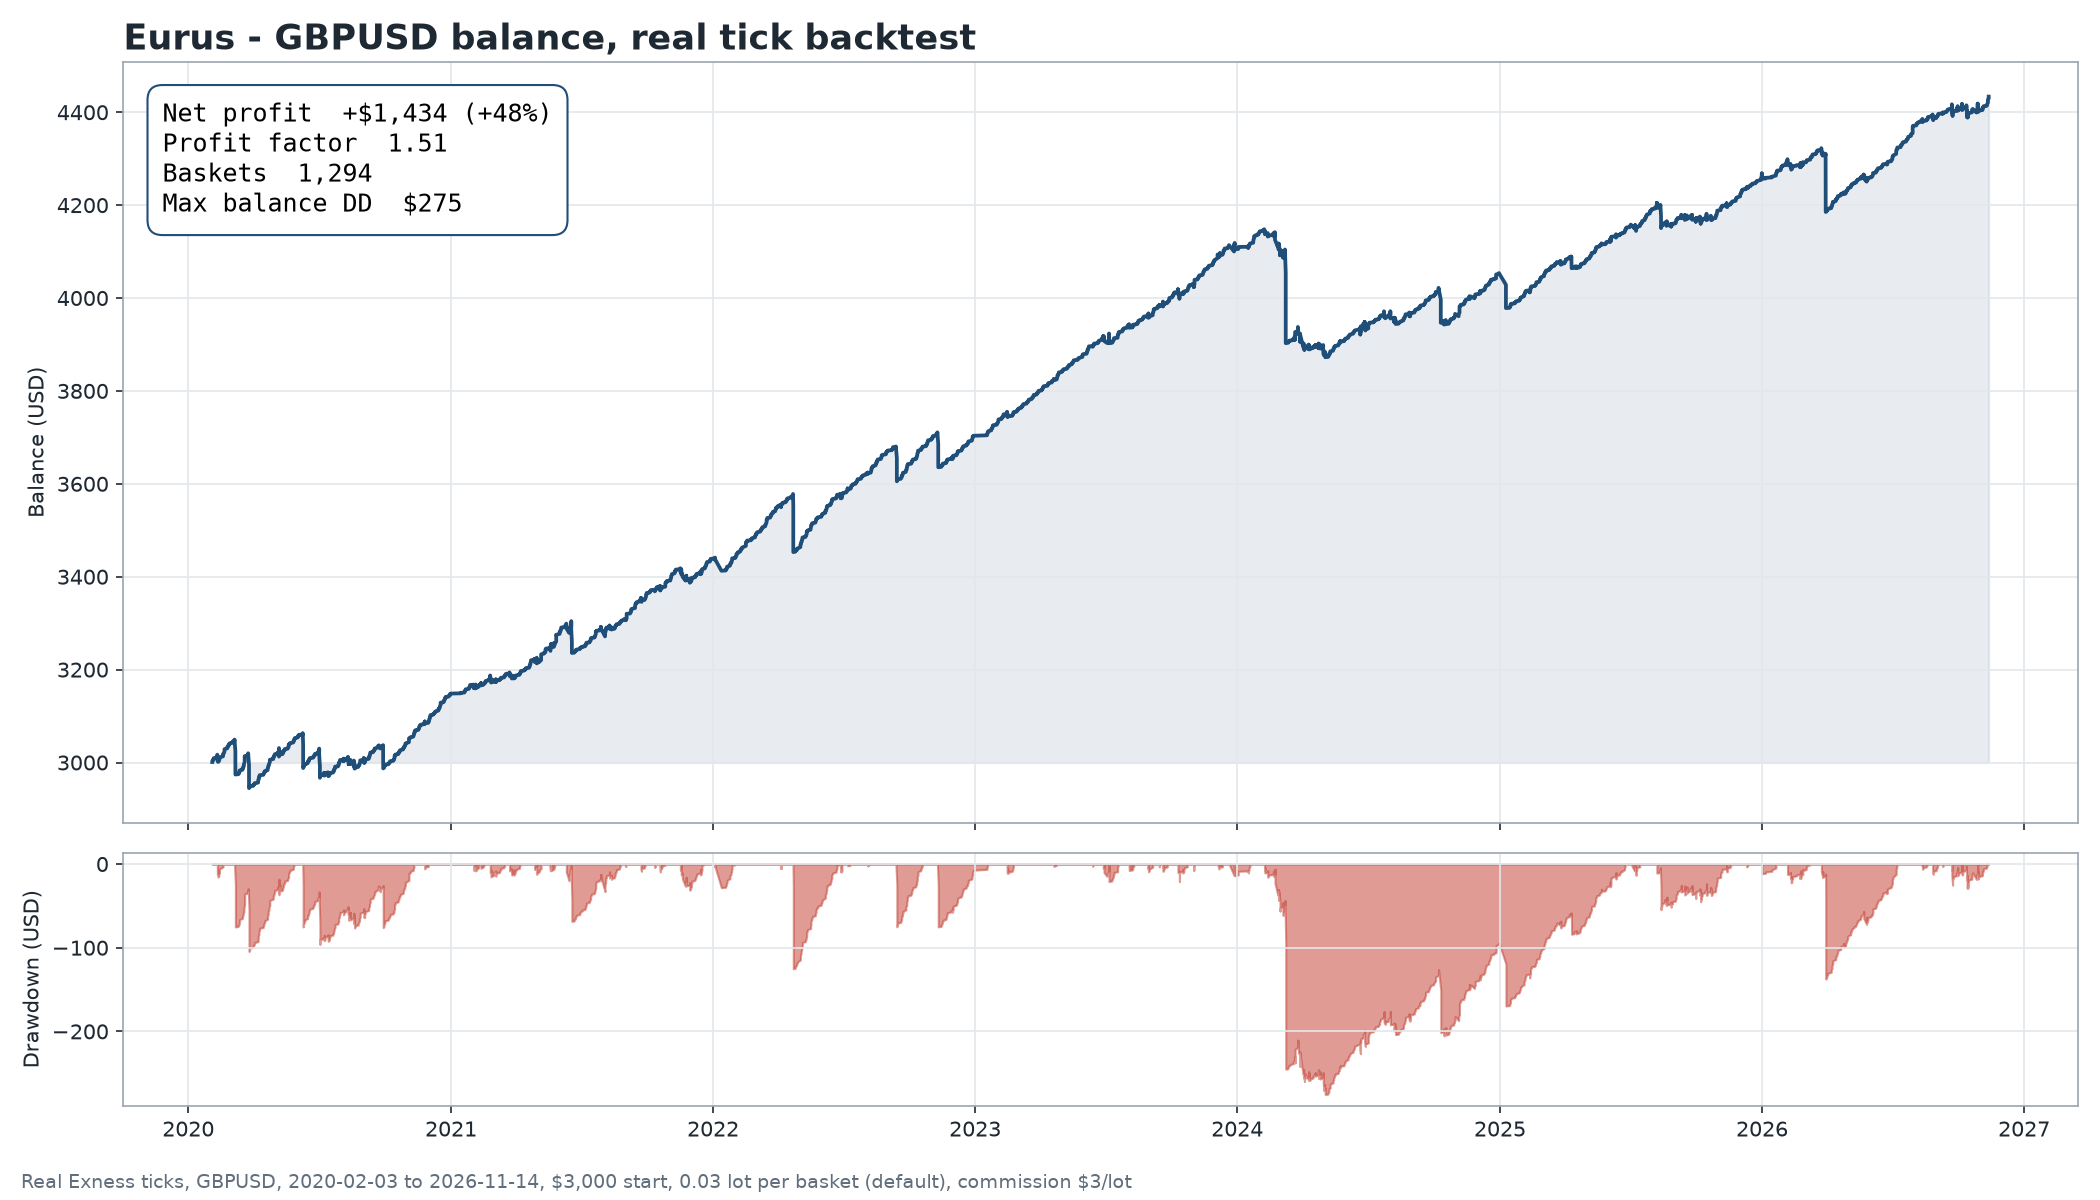 Eurus - GBPUSD balance, real tick backtest
Net profit  +$1,434 (+48%)
Profit factor  1.51
Baskets  1,294
Max balance DD  $275
Balance (USD)
4400
4200
4000
3800
3600
3400
3200
3000
Drawdown (USD)
0
−100
−200
2020 2021 2022 2023 2024 2025 2026 2027
Real Exness ticks, GBPUSD, 2020-02-03 to 2026-11-14, $3,000 start, 0.03 lot per basket (default), commission $3/lot